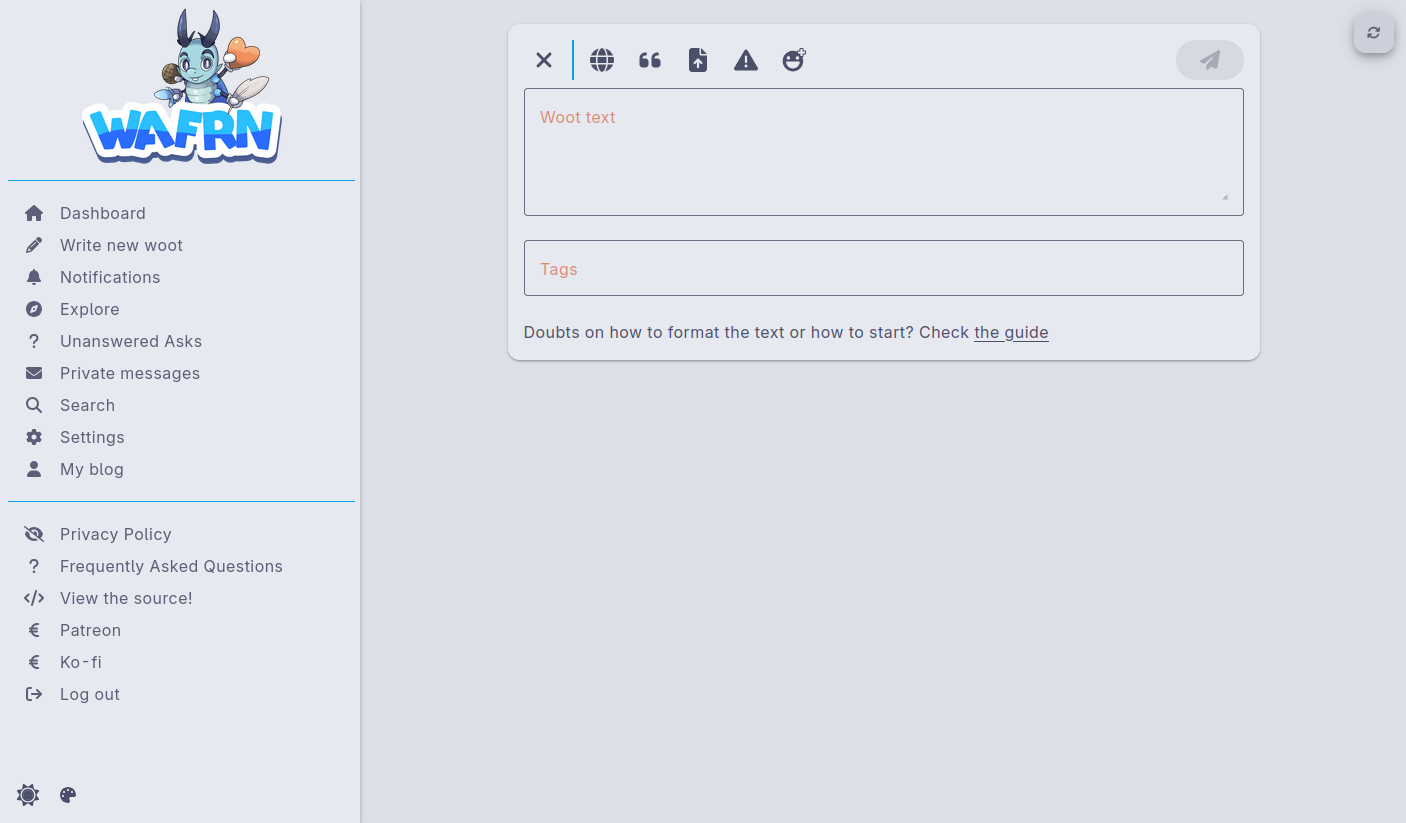 WAFRN
Dashboard
Write new woot
Notifications
Explore
Unanswered Asks
Private messages
Search
Settings
My blog
Privacy Policy
Frequently Asked Questions
View the source!
Patreon
Ko-fi
Log out
Woot text
Tags
Doubts on how to format the text or how to start? Check the guide